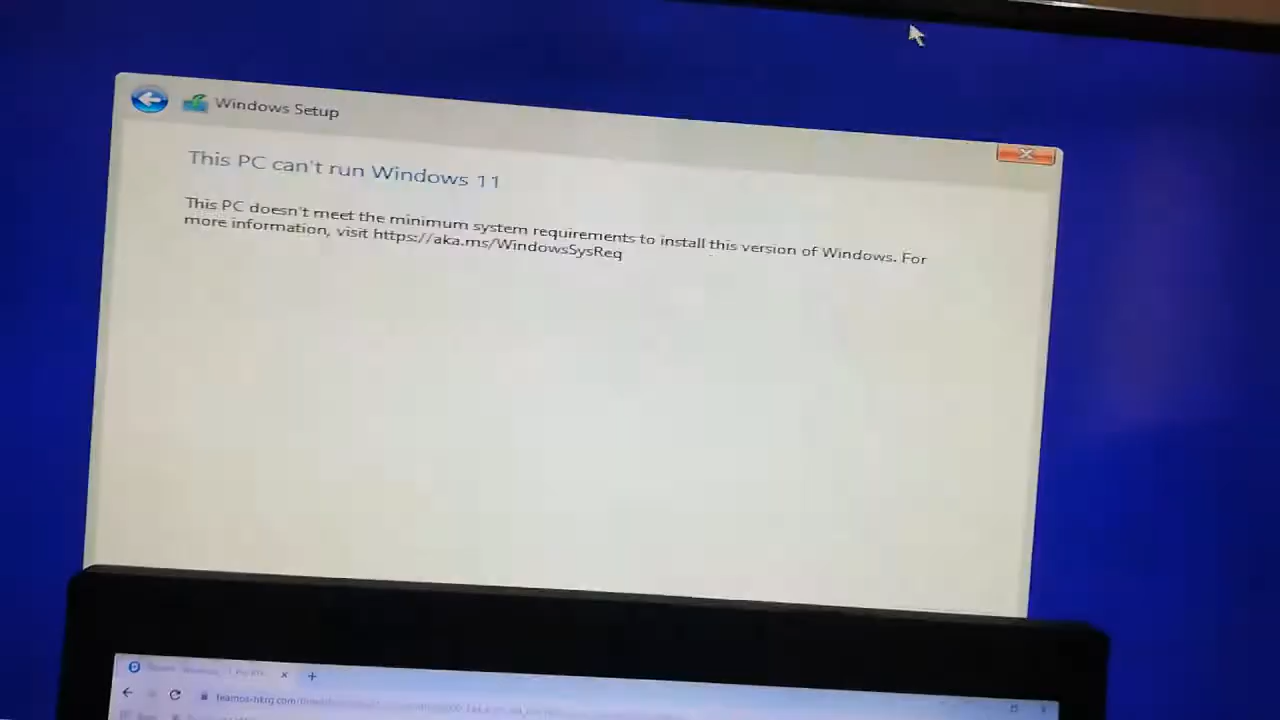 Windows Setup
This PC can't run Windows 11
This PC doesn't meet the minimum system requirements to install this version of Windows. For
more information, visit https://aka.ms/WindowsSysReq